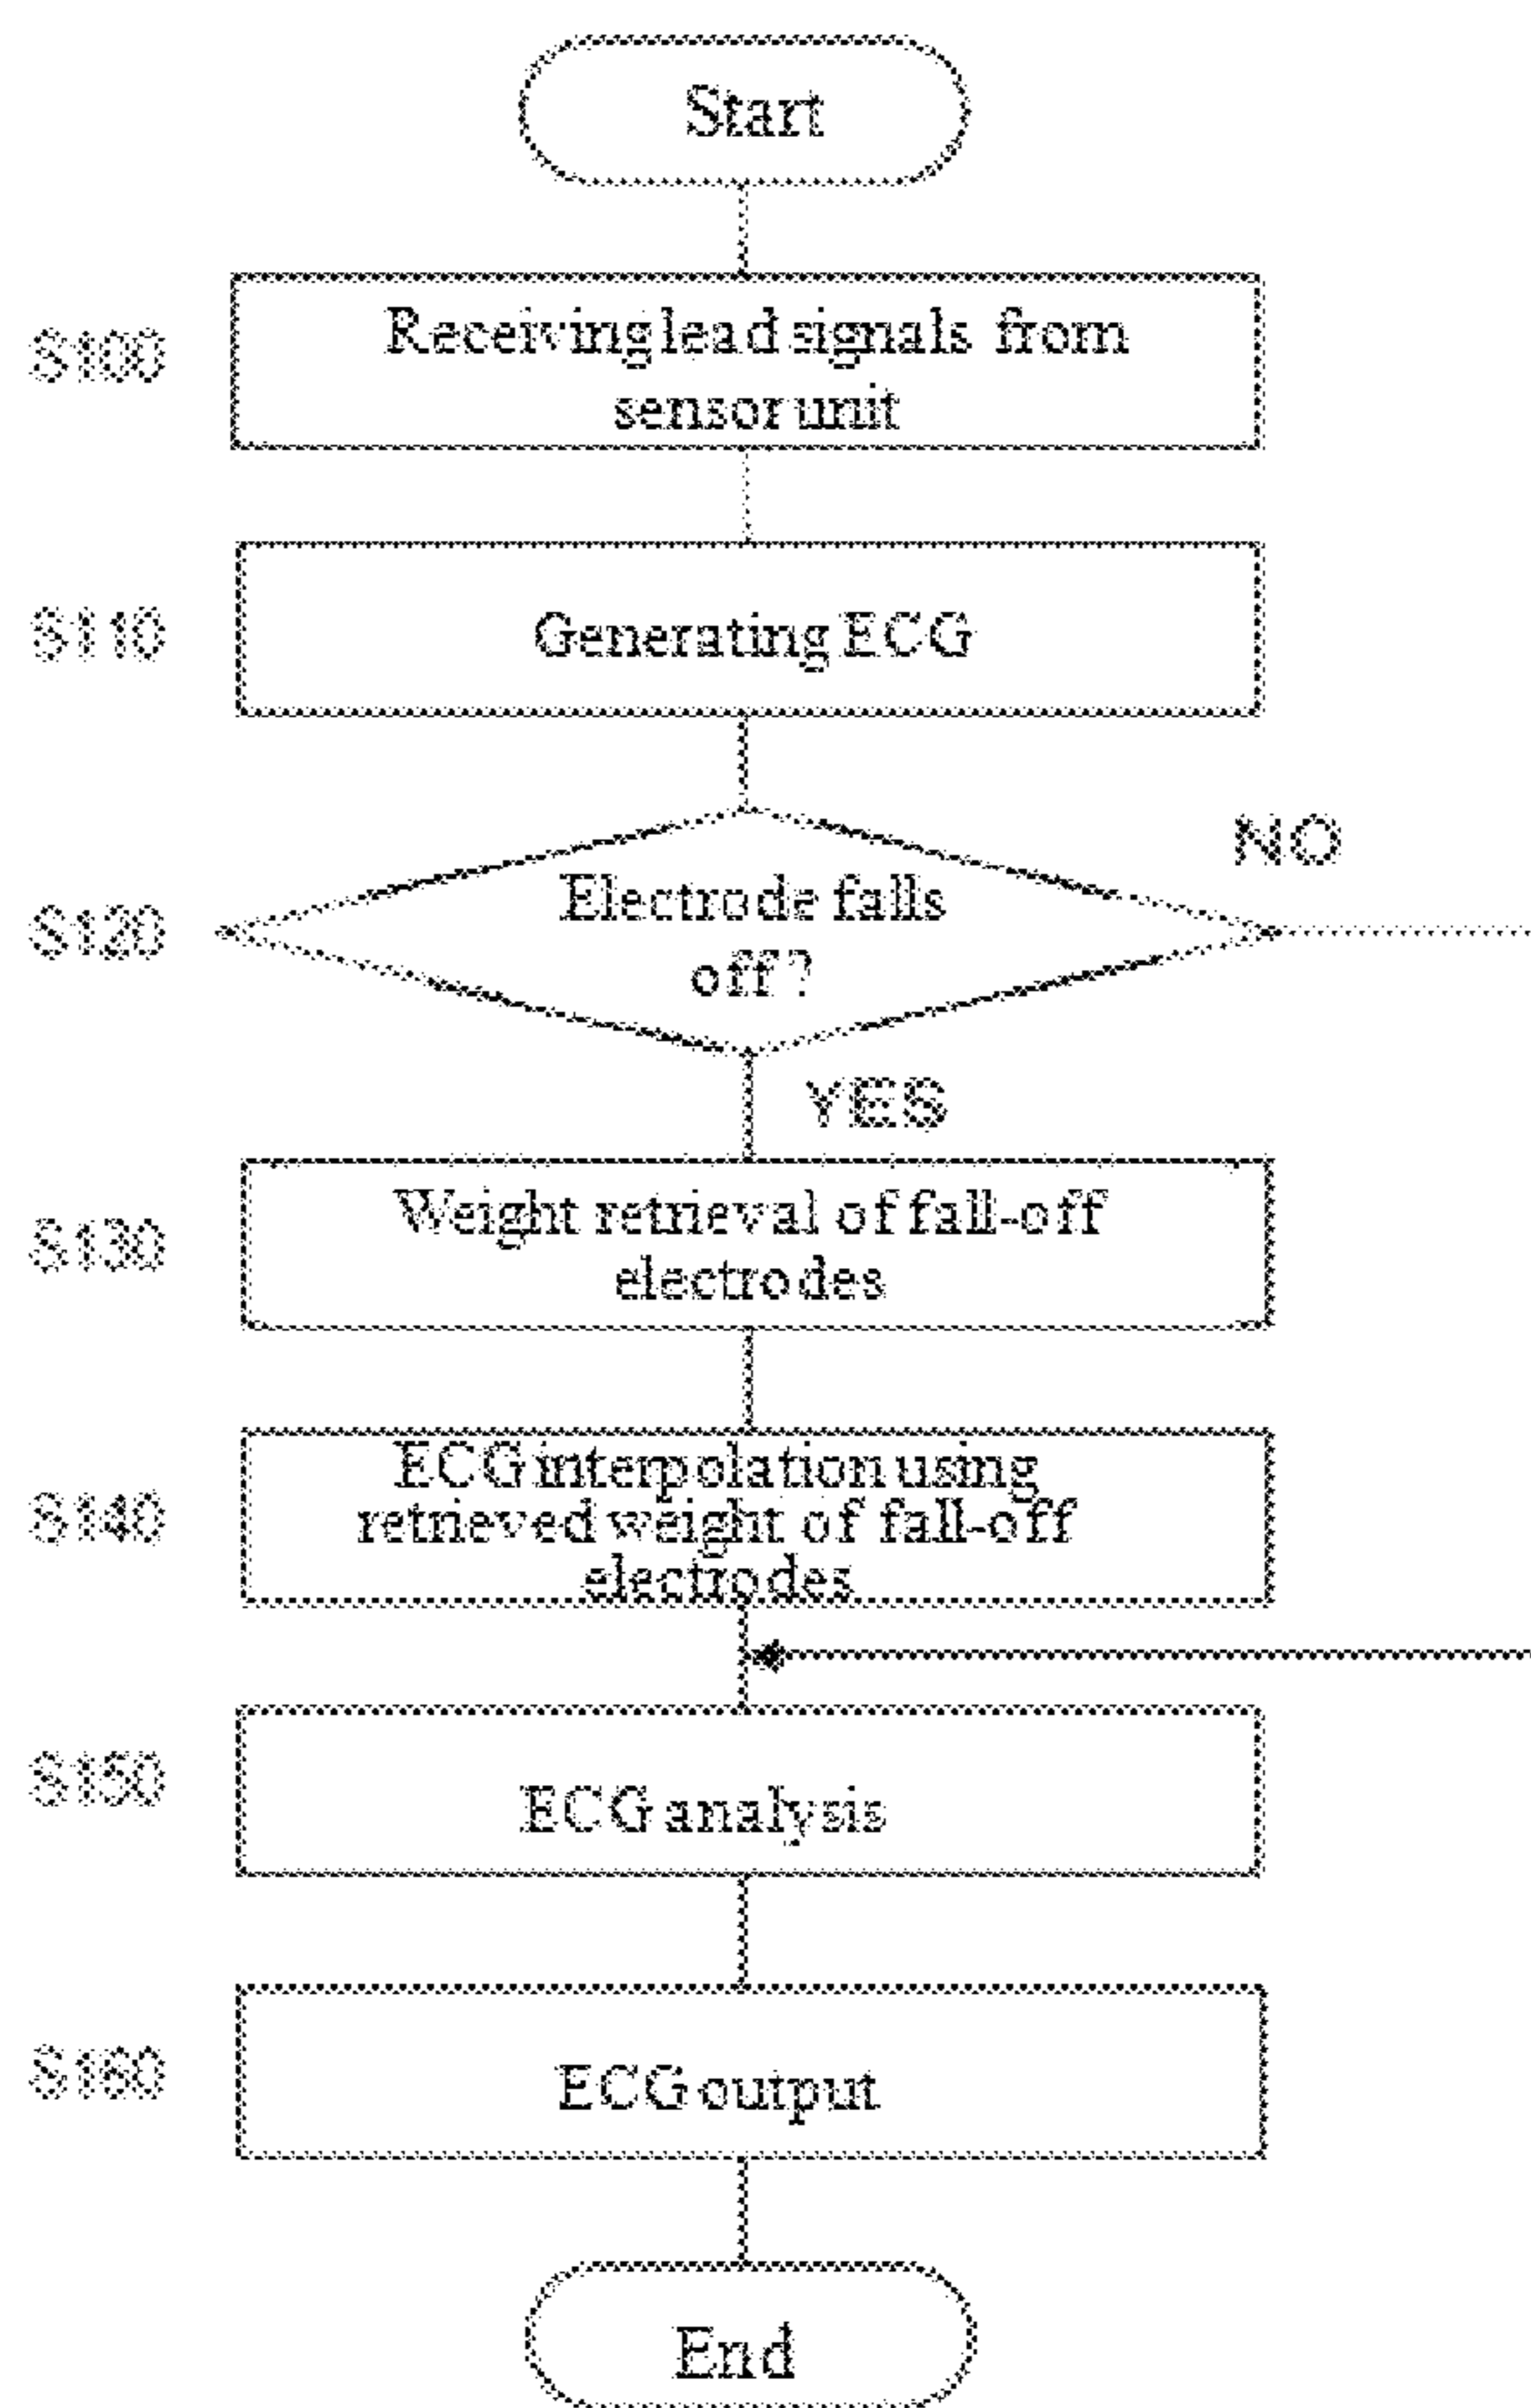 Start
S100
Receiving lead signals from
sensor unit
S110
Generating ECG
NO
S120
Electrode falls
off?
YES
S130
Weight retrieval of fall-off
electrodes
S140
ECG interpolation using
retrieved weight of fall-off
electrodes
S150
ECG analysis
S160
ECG output
End